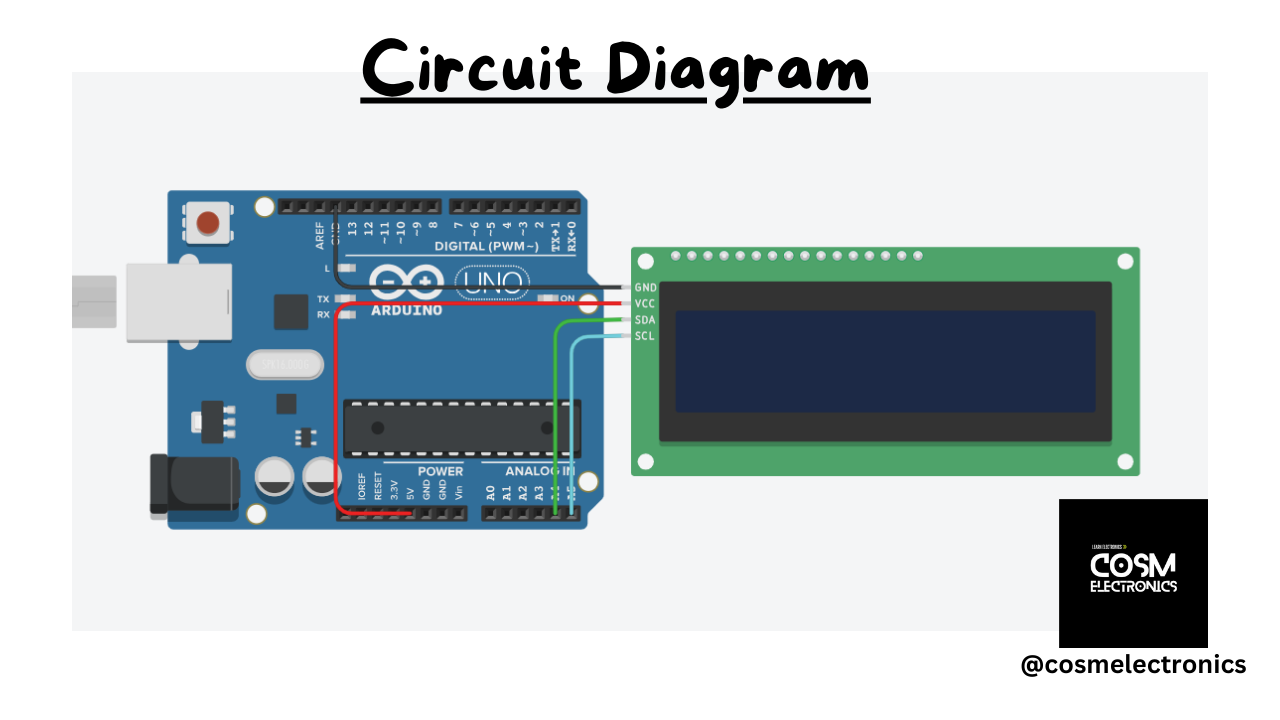 Circuit Diagram
AREF
GND
13
12
~11
~10
~9
8
7
~6
~5
4
~3
2
TX→1
RX←0
DIGITAL (PWM~)
L
TX
RX
UNO
ON
ARDUINO
GND
VCC
SDA
SCL
POWER
ANALOG IN
IOREF
RESET
3.3V
5V
GND
GND
Vin
A0
A1
A2
A3
A4
A5
LEARN ELECTRONICS
COSM
ELECTRONICS
@cosmelectronics